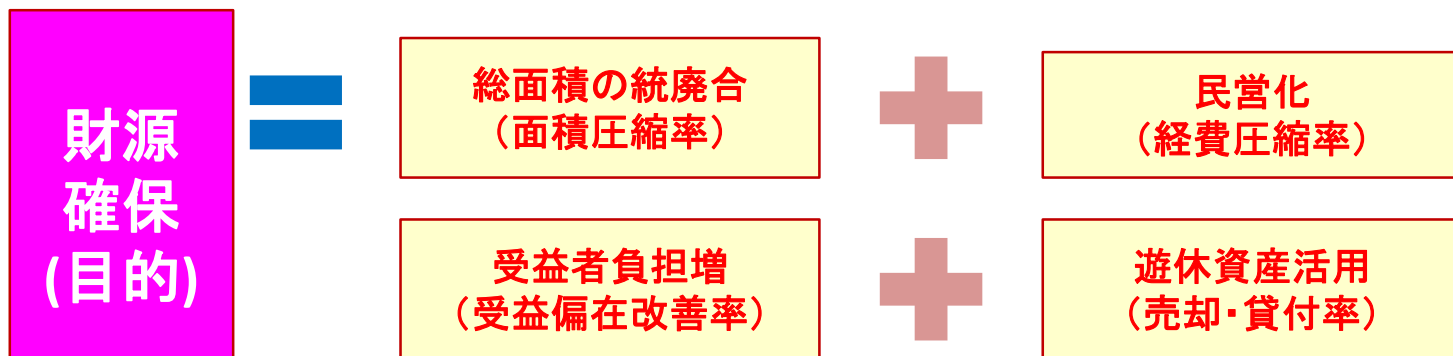 財源
確保
(目的)
総面積の統廃合
（面積圧縮率）
民営化
（経費圧縮率）
受益者負担増
（受益偏在改善率）
遊休資産活用
（売却・貸付率）